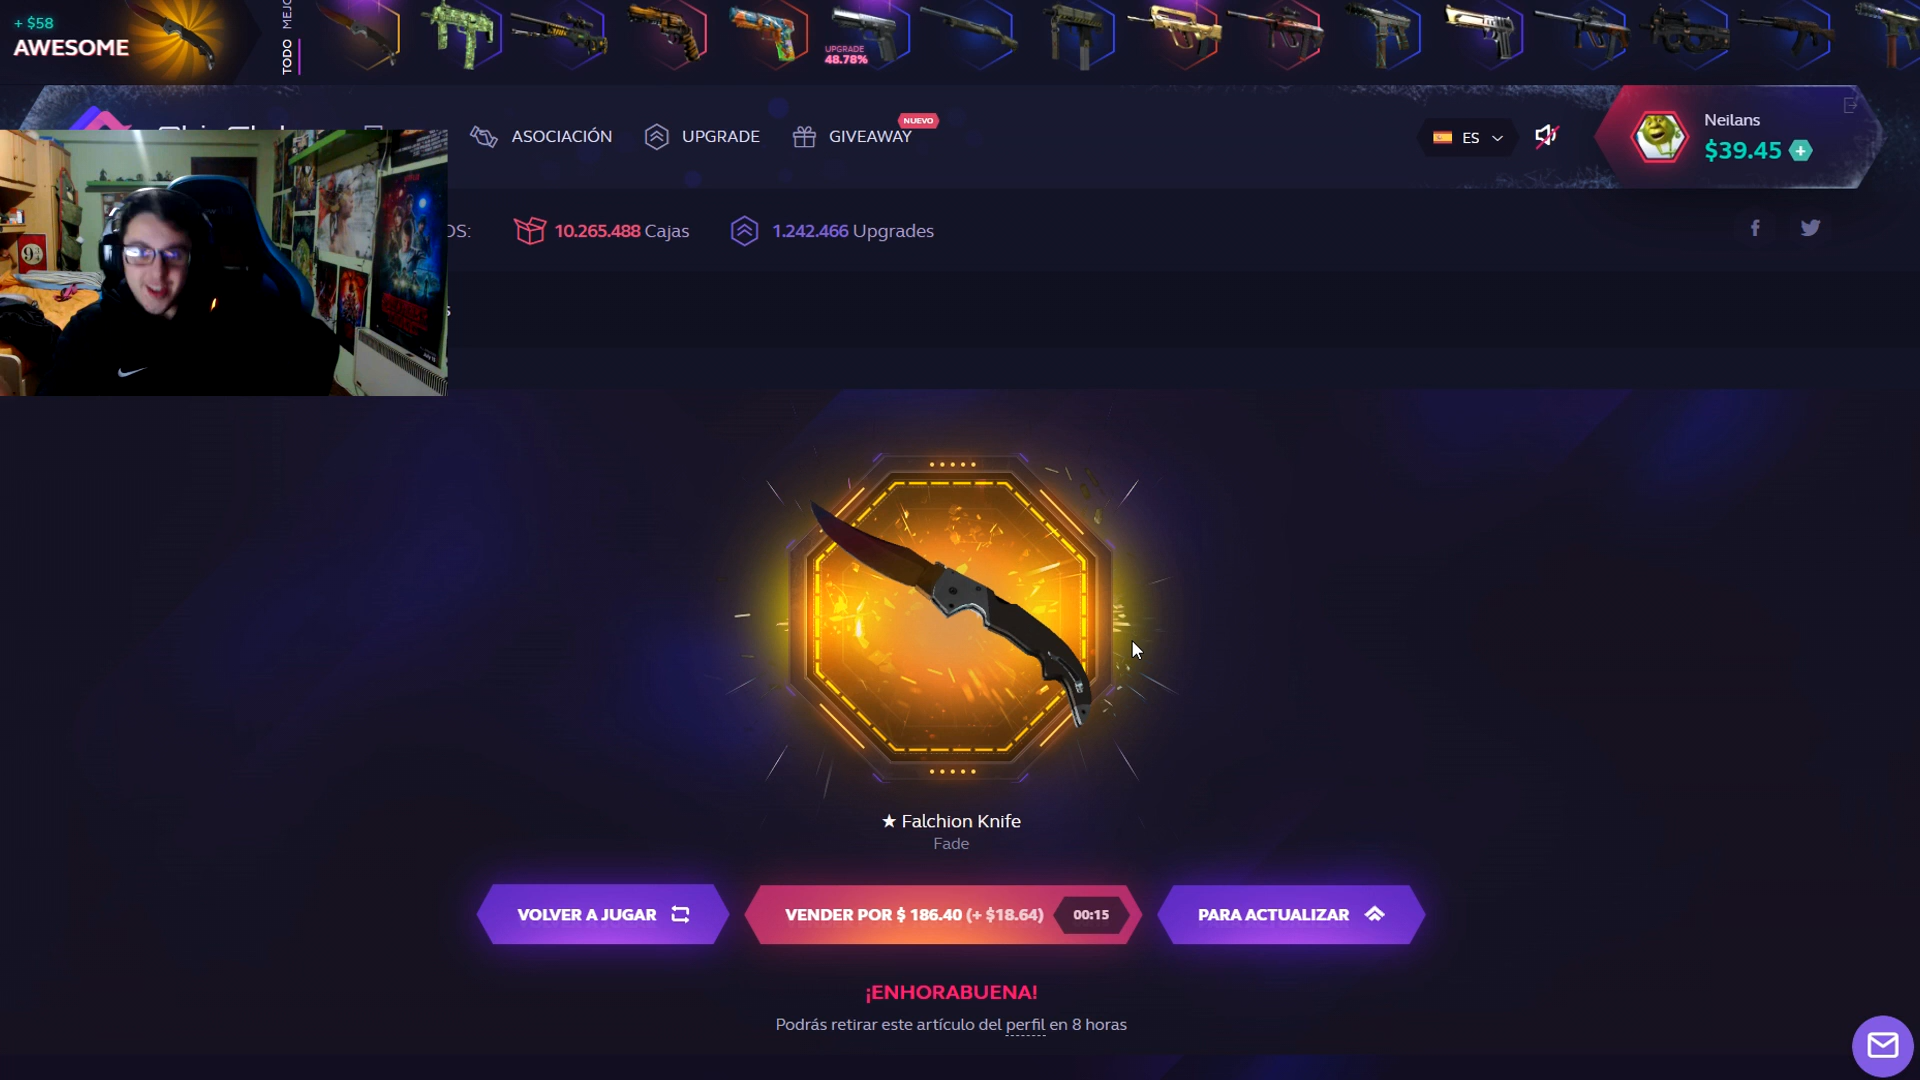 + $58
AWESOME
TODO
UPGRADE
48.78%
ASOCIACIÓN
UPGRADE
GIVEAWAY
NUEVO
ES
Neilans
$39.45
OS:
10.265.488 Cajas
1.242.466 Upgrades
★ Falchion Knife
Fade
VOLVER A JUGAR
VENDER POR $ 186.40 (+ $18.64)
00:15
PARA ACTUALIZAR
¡ENHORABUENA!
Podrás retirar este artículo del perfil en 8 horas